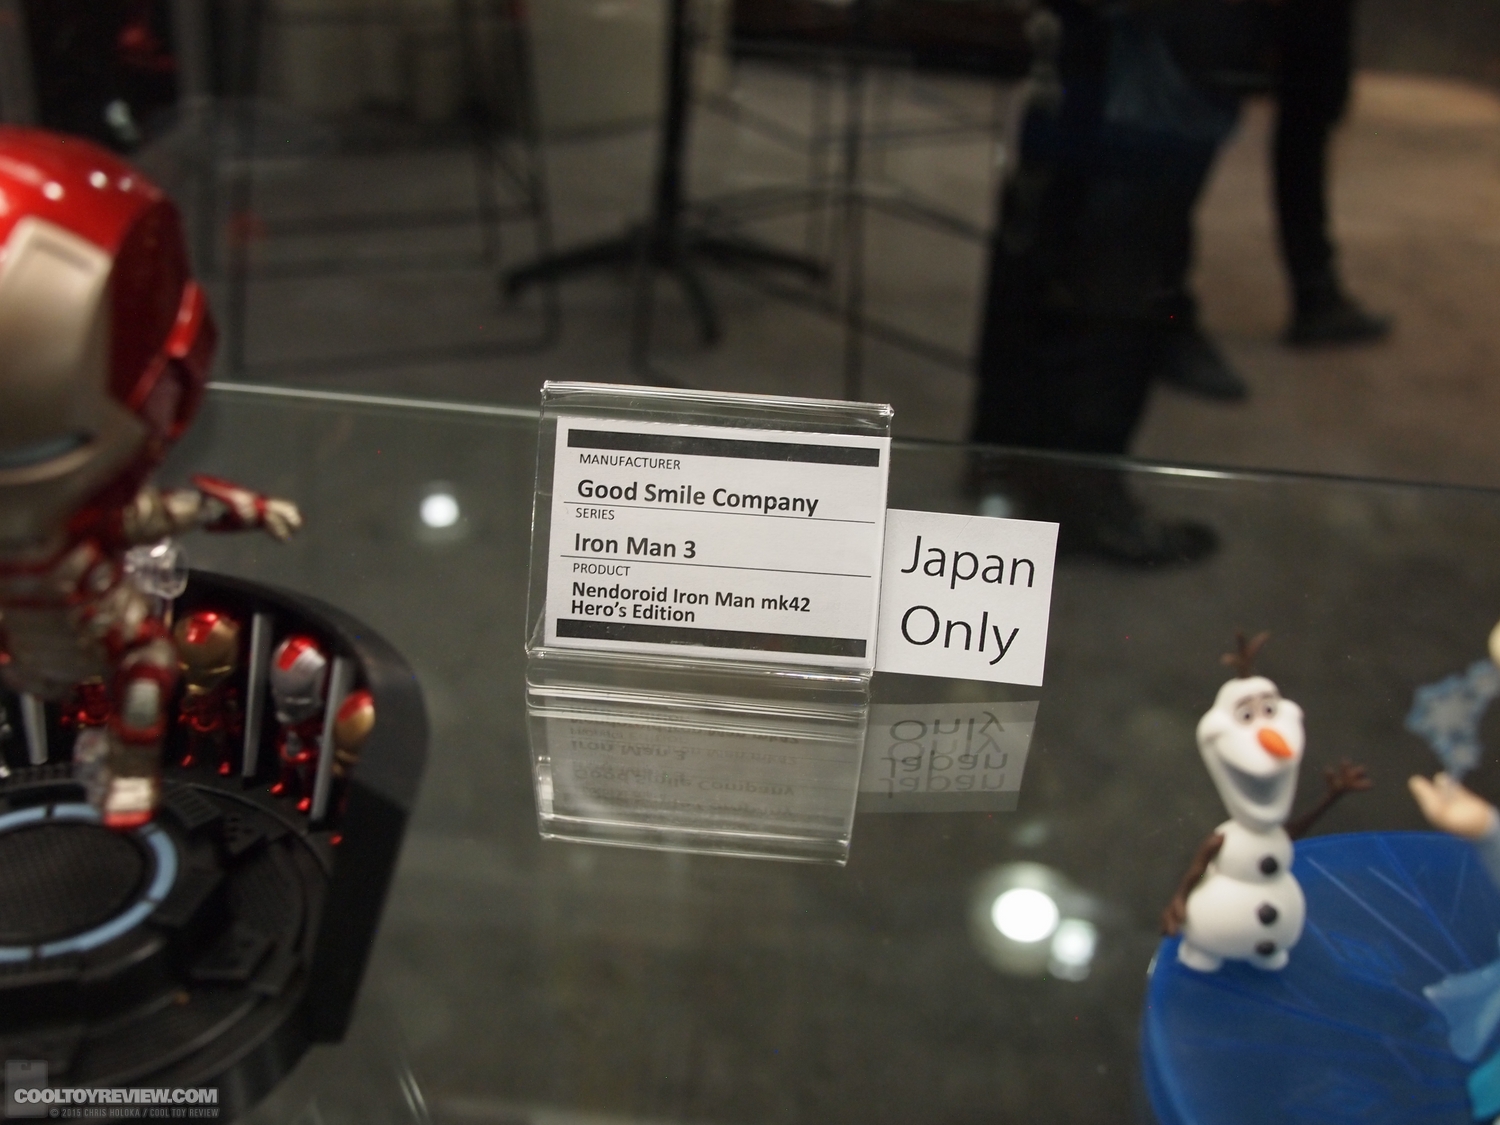 MANUFACTURER
Good Smile Company
SERIES
Iron Man 3
PRODUCT
Nendoroid Iron Man mk42
Hero's Edition
Japan
Only
COOLTOYREVIEW.COM
© 2015 CHRIS HOLOKA / COOL TOY REVIEW